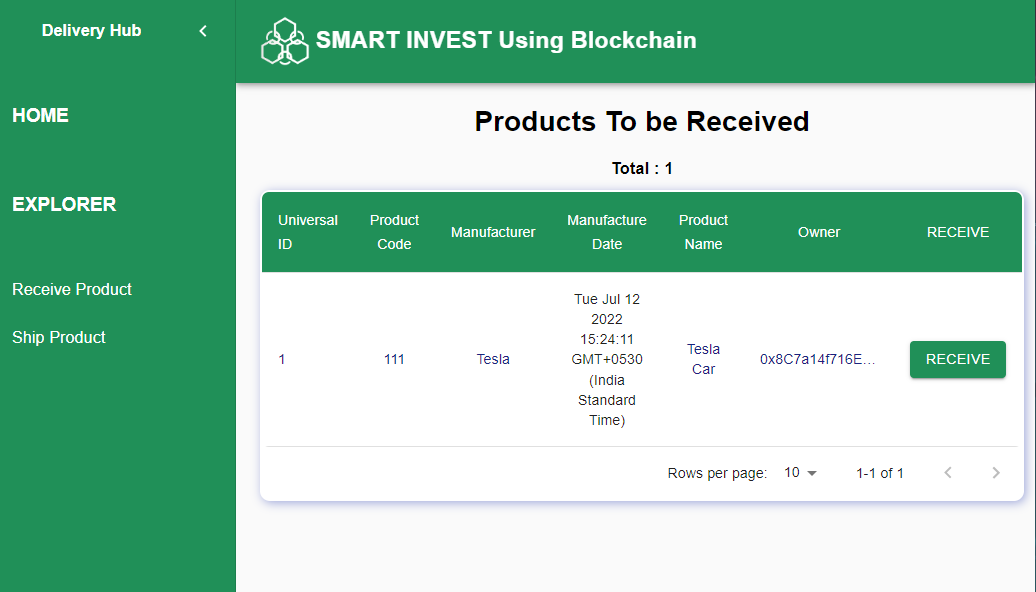 Delivery Hub
SMART INVEST Using Blockchain
HOME
EXPLORER
Receive Product
Ship Product
Products To be Received
Total : 1
Universal ID
Product Code
Manufacturer
Manufacture Date
Product Name
Owner
RECEIVE
1
111
Tesla
Tue Jul 12
2022
15:24:11
GMT+0530
(India
Standard
Time)
Tesla
Car
0x8C7a14f716E...
RECEIVE
Rows per page: 10
1-1 of 1